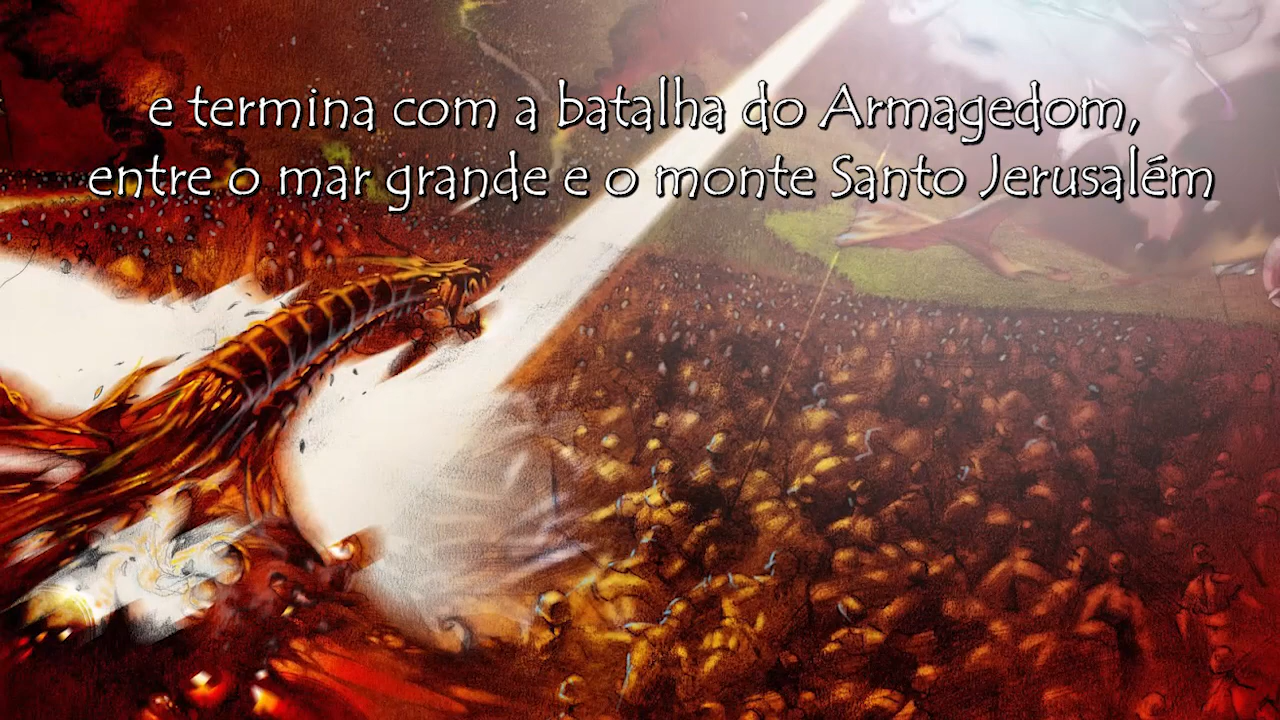 e termina com a batalha do Armagedom,
entre o mar grande e o monte Santo Jerusalém